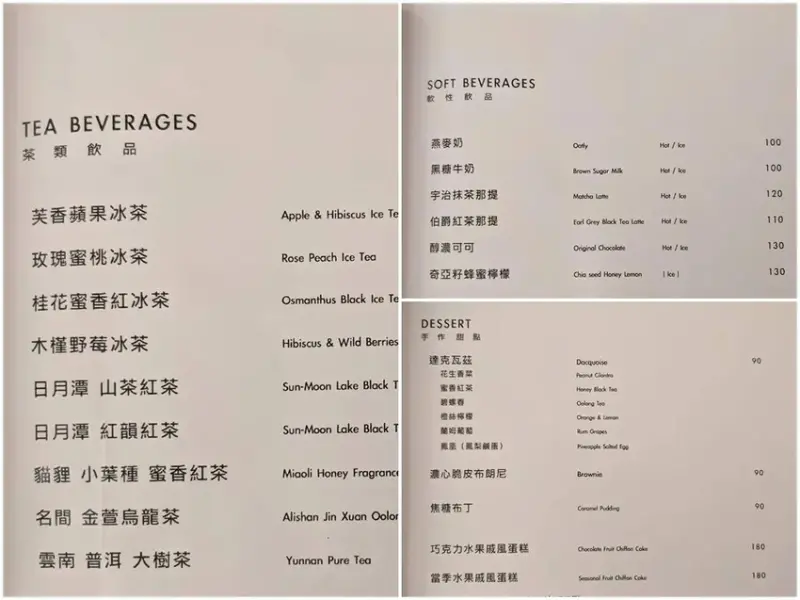 TEA BEVERAGES
茶類飲品
芙香蘋果冰茶 Apple & Hibiscus Ice Te
玫瑰蜜桃冰茶 Rose Peach Ice Tea
桂花蜜香紅冰茶 Osmanthus Black Ice Te
木槿野莓冰茶 Hibiscus & Wild Berries
日月潭 山茶紅茶 Sun-Moon Lake Black T
日月潭 紅韻紅茶 Sun-Moon Lake Black T
貓貍 小葉種 蜜香紅茶 Miaoli Honey Fragrance
名間 金萱烏龍茶 Alishan Jin Xuan Oolon
雲南 普洱 大樹茶 Yunnan Pure Tea
SOFT BEVERAGES
軟性飲品
燕麥奶 Oatly Hot / Ice 100
黑糖牛奶 Brown Sugar Milk Hot / Ice 100
宇治抹茶那提 Matcha Latte Hot / Ice 120
伯爵紅茶那提 Earl Grey Black Tea Latte Hot / Ice 110
醇濃可可 Original Chocolate Hot / Ice 130
奇亞籽蜂蜜檸檬 Chia seed Honey Lemon ( Ice ) 130
DESSERT
手作甜點
達克瓦茲 Dacquoise 90
花生香菜 Peanut Cilantro
蜜香紅茶 Honey Black Tea
碧螺春 Oolong Tea
橙絲檸檬 Orange & Lemon
蘭姆葡萄 Rum Grapes
鳳凰（鳳梨鹹蛋） Pineapple Salted Egg
濃心脆皮布朗尼 Brownie 90
焦糖布丁 Caramel Pudding 90
巧克力水果戚風蛋糕 Chocolate Fruit Chiffon Cake 180
當季水果戚風蛋糕 Seasonal Fruit Chiffon Cake 180